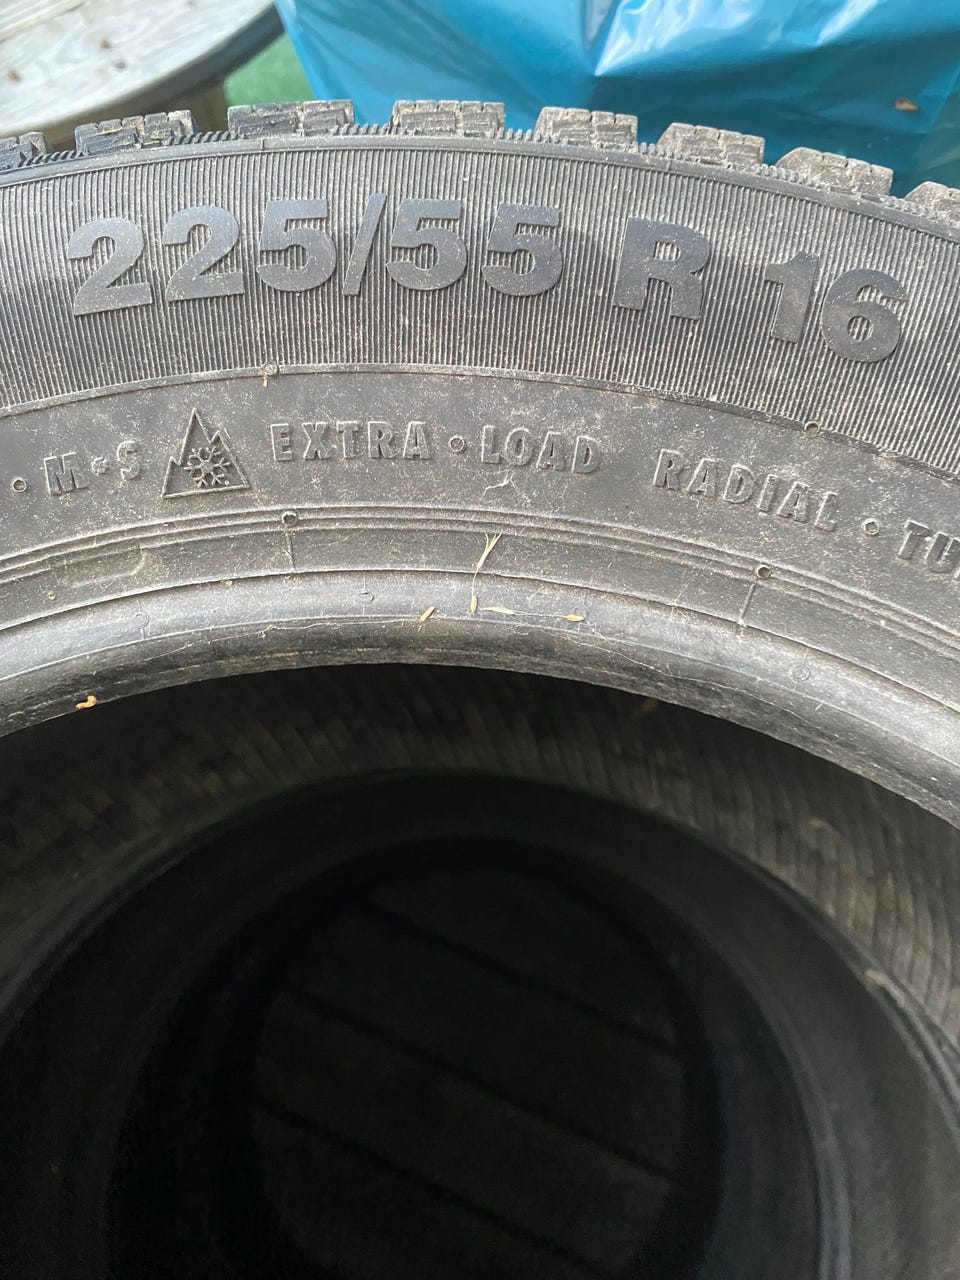 225/55 R 16
• M•S EXTRA • LOAD RADIAL •